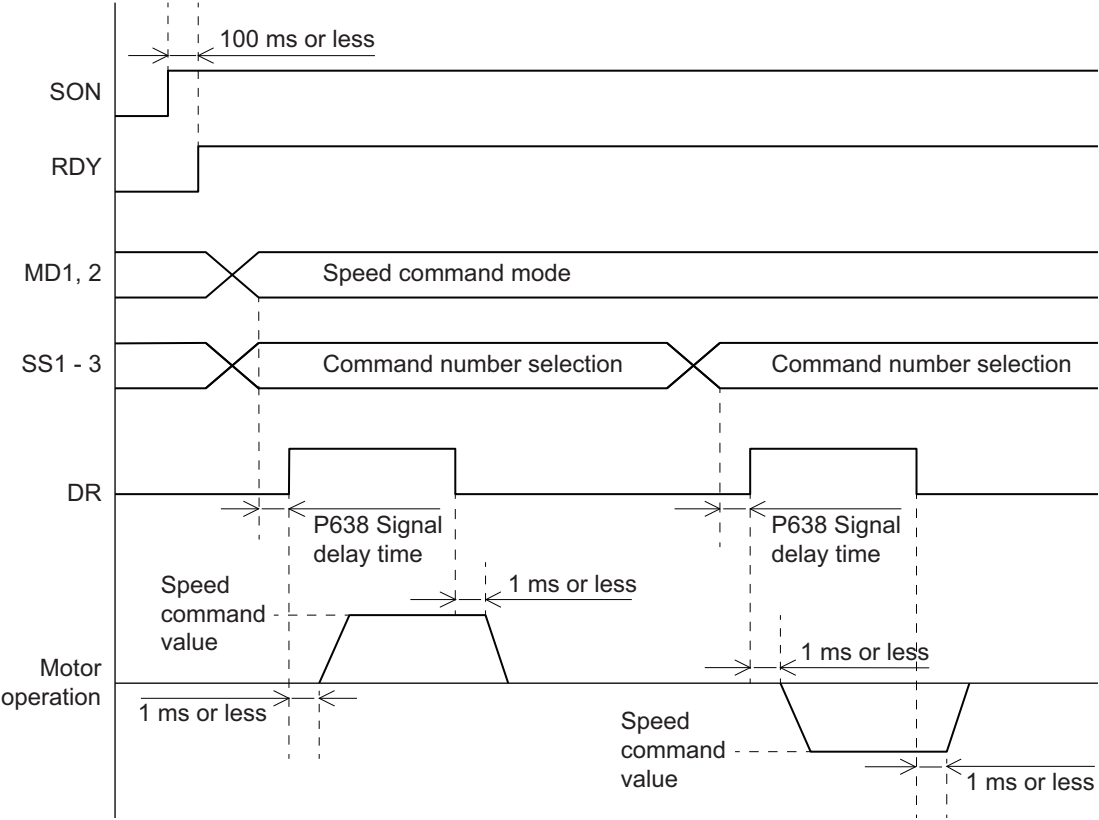 100 ms or less
SON
RDY
MD1, 2
Speed command mode
SS1 - 3
Command number selection
Command number selection
DR
P638 Signal
delay time
P638 Signal
delay time
Speed
command
value
1 ms or less
1 ms or less
Motor
operation
1 ms or less
Speed
command
value
1 ms or less